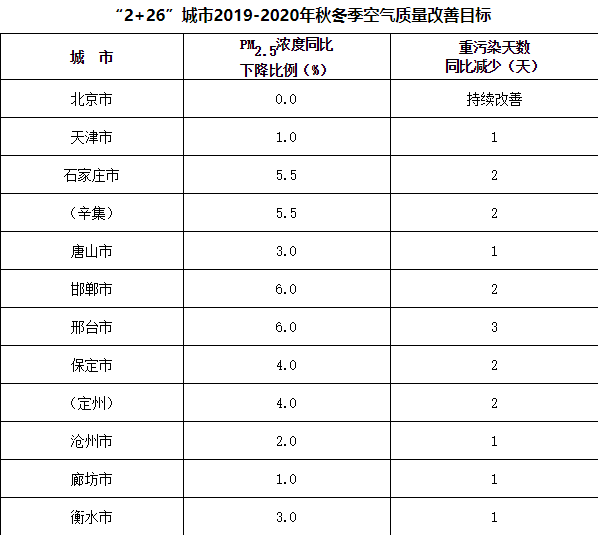 “2+26”城市2019-2020年秋冬季空气质量改善目标
城 市 PM2.5浓度同比下降比例（%） 重污染天数同比减少（天）
北京市 0.0 持续改善
天津市 1.0 1
石家庄市 5.5 2
（辛集） 5.5 2
唐山市 3.0 1
邯郸市 6.0 2
邢台市 6.0 3
保定市 4.0 2
（定州） 4.0 2
沧州市 2.0 1
廊坊市 1.0 1
衡水市 3.0 1